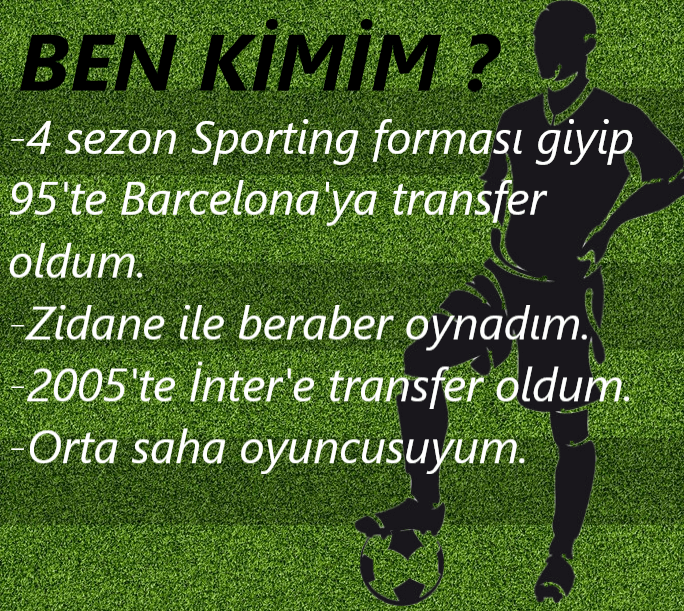 BEN KİMİM ?
-4 sezon Sporting forması giyip
95'te Barcelona'ya transfer
oldum.
-Zidane ile beraber oynadım.
-2005'te İnter'e transfer oldum.
-Orta saha oyuncusuyum.